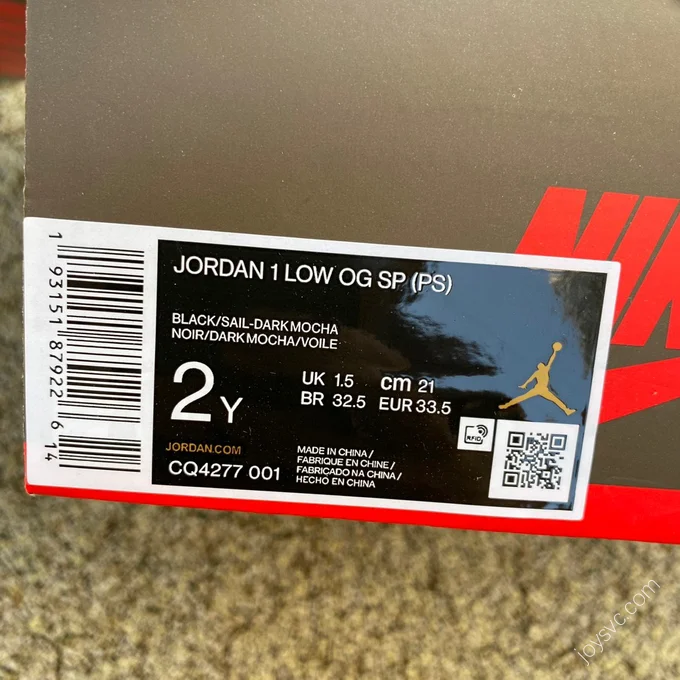 NIK
1 93151 87922 6 14
JORDAN 1 LOW OG SP (PS)
BLACK/SAIL-DARK MOCHA
NOIR/DARK MOCHA/VOILE
2Y
UK 1.5 cm 21
BR 32.5 EUR 33.5
JORDAN.COM
CQ4277 001
MADE IN CHINA /
FABRIQUE EN CHINE /
FABRICADO NA CHINA /
HECHO EN CHINA
RFID
joysvc.com